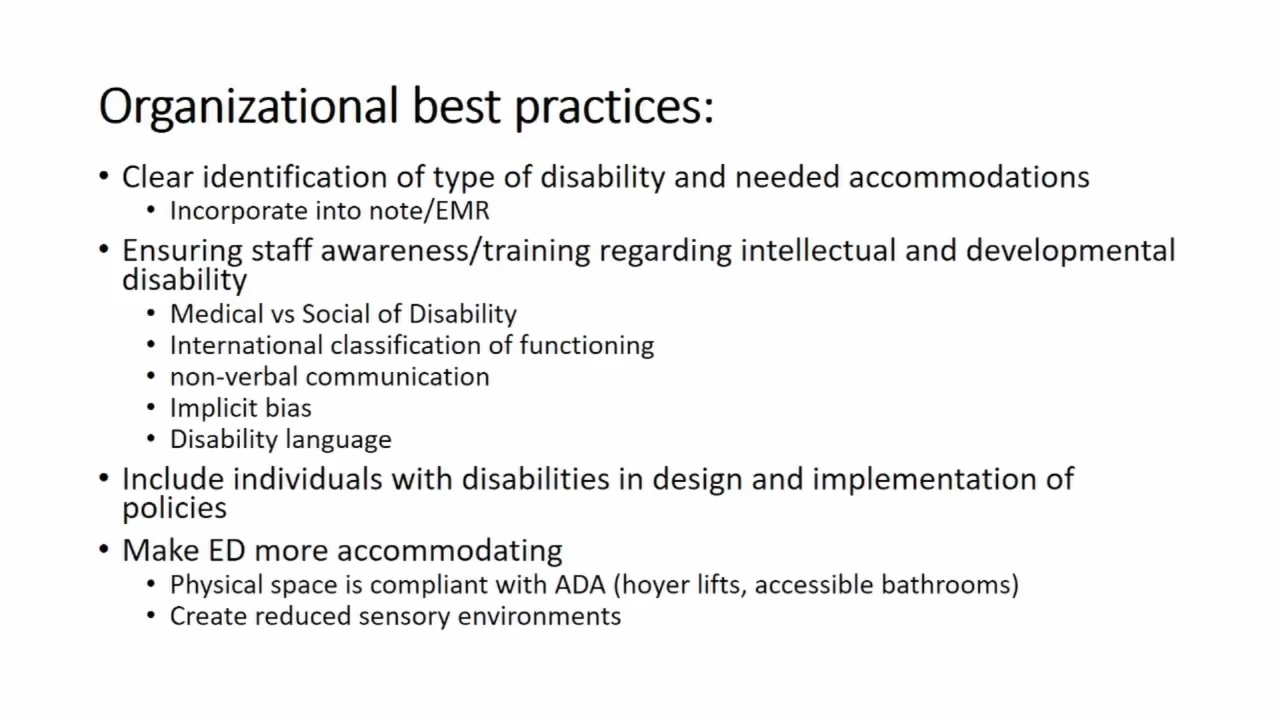 Organizational best practices:
• Clear identification of type of disability and needed accommodations
• Incorporate into note/EMR
• Ensuring staff awareness/training regarding intellectual and developmental
disability
• Medical vs Social of Disability
• International classification of functioning
• non-verbal communication
• Implicit bias
• Disability language
• Include individuals with disabilities in design and implementation of
policies
• Make ED more accommodating
• Physical space is compliant with ADA (hoyer lifts, accessible bathrooms)
• Create reduced sensory environments